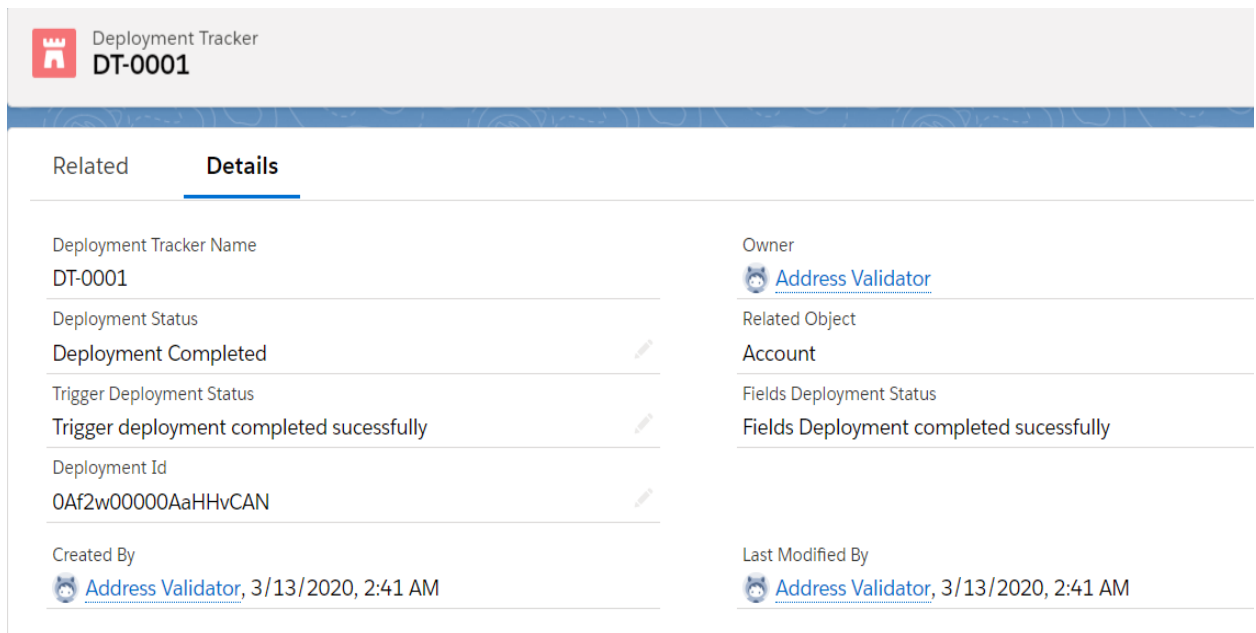 Deployment Tracker
DT-0001
Related Details
Deployment Tracker Name
DT-0001
Owner
Address Validator
Deployment Status
Deployment Completed
Related Object
Account
Trigger Deployment Status
Trigger deployment completed sucessfully
Fields Deployment Status
Fields Deployment completed sucessfully
Deployment Id
0Af2w00000AaHHvCAN
Created By
Address Validator, 3/13/2020, 2:41 AM
Last Modified By
Address Validator, 3/13/2020, 2:41 AM